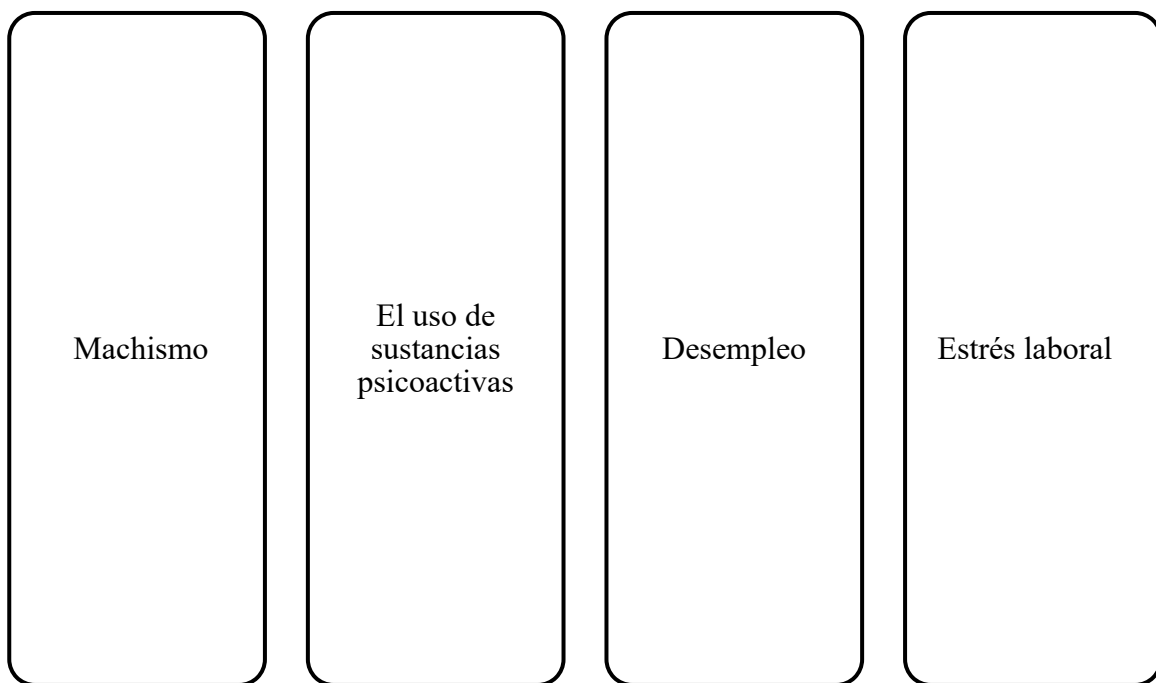 Machismo
El uso de
sustancias
psicoactivas
Desempleo
Estrés laboral